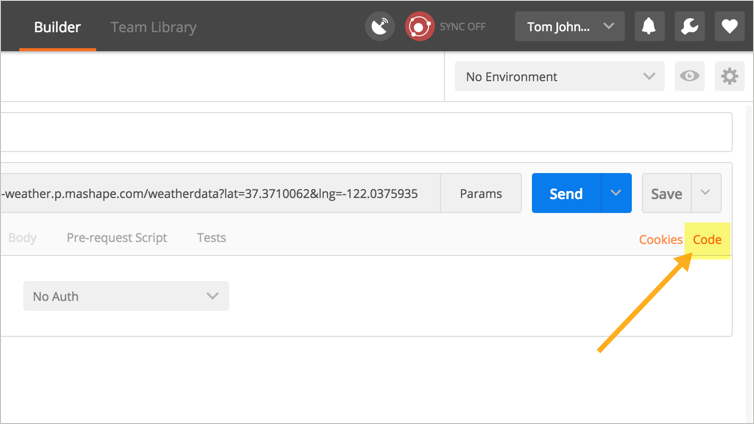 Builder Team Library SYNC OFF Tom John...
No Environment
-weather.p.mashape.com/weatherdata?lat=37.3710062&lng=-122.0375935 Params Send Save
Body Pre-request Script Tests Cookies Code
No Auth